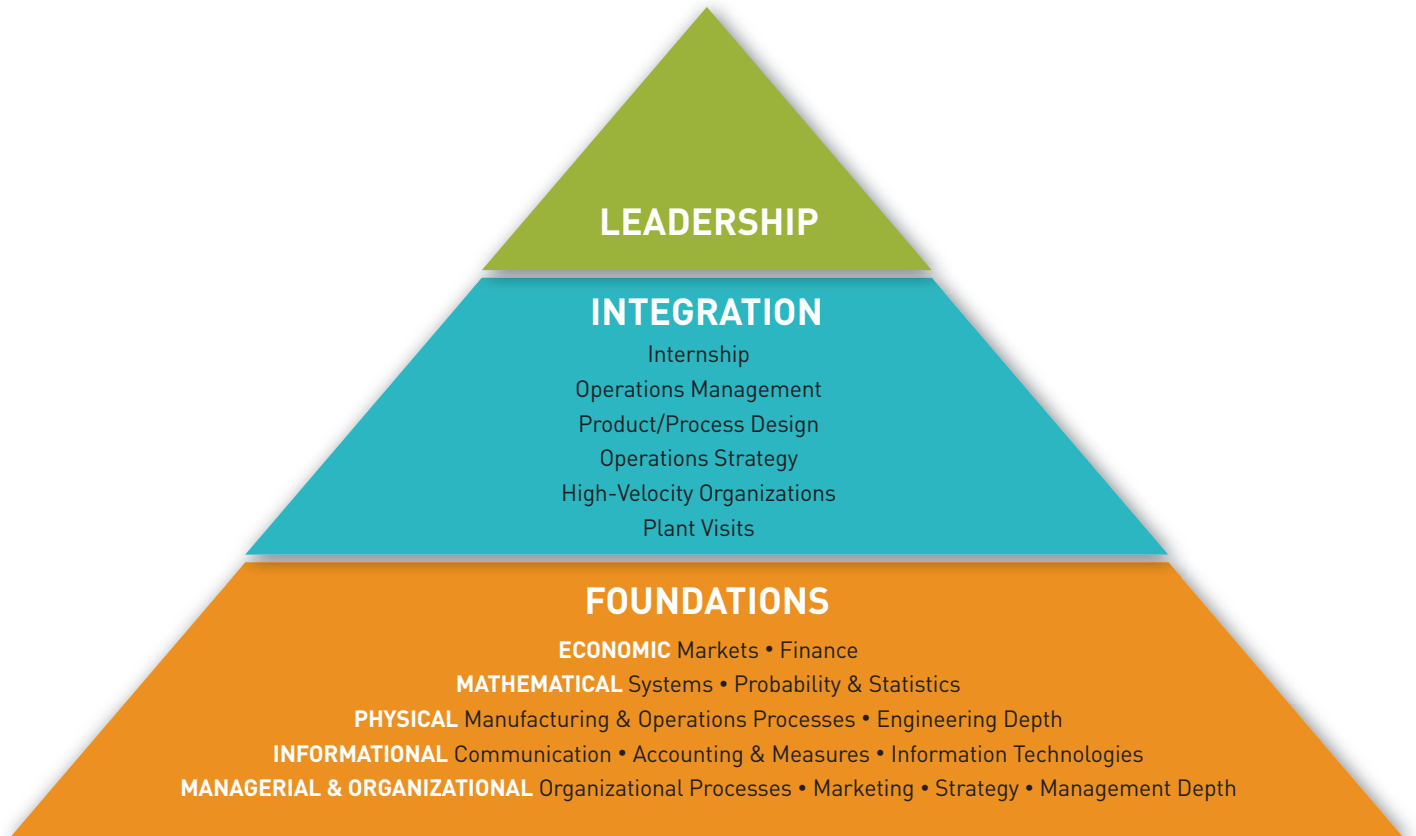 LEADERSHIP
INTEGRATION
Internship
Operations Management
Product/Process Design
Operations Strategy
High-Velocity Organizations
Plant Visits
FOUNDATIONS
ECONOMIC Markets • Finance
MATHEMATICAL Systems • Probability & Statistics
PHYSICAL Manufacturing & Operations Processes • Engineering Depth
INFORMATIONAL Communication • Accounting & Measures • Information Technologies
MANAGERIAL & ORGANIZATIONAL Organizational Processes • Marketing • Strategy • Management Depth